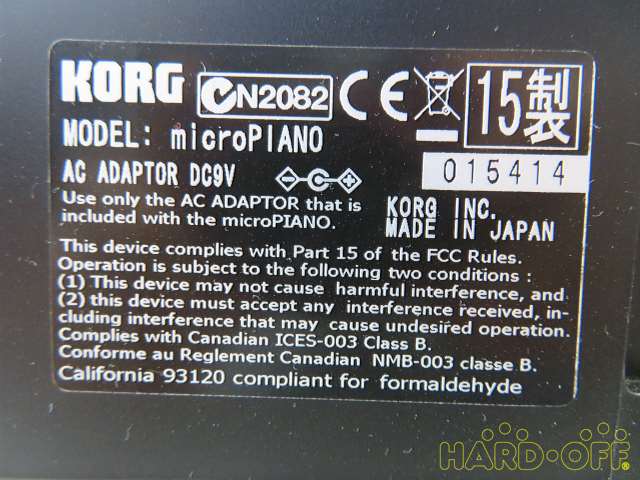 KORG N2082 CE 15製
MODEL: microPIANO
AC ADAPTOR DC9V
015414
Use only the AC ADAPTOR that is
included with the microPIANO.
KORG INC.
MADE IN JAPAN
This device complies with Part 15 of the FCC Rules.
Operation is subject to the following two conditions :
(1) This device may not cause harmful interference, and
(2) this device must accept any interference received, in-
cluding interference that may cause undesired operation.
Complies with Canadian ICES-003 Class B.
Conforme au Reglement Canadien NMB-003 classe B.
California 93120 compliant for formaldehyde
HARD-OFF